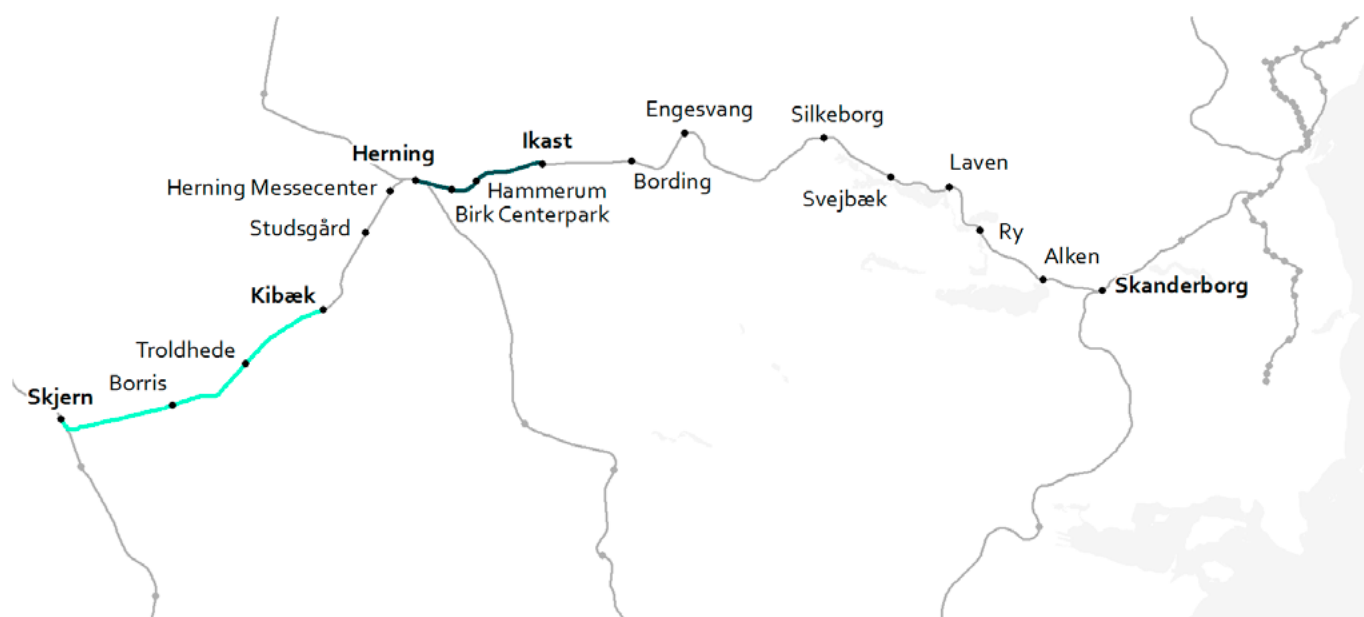 Engesvang
Silkeborg
Ikast
Herning
Laven
Herning Messecenter
Hammerum
Bording
Svejbæk
Birk Centerpark
Studsgård
Ry
Alken
Skanderborg
Kibæk
Troldhede
Borris
Skjern